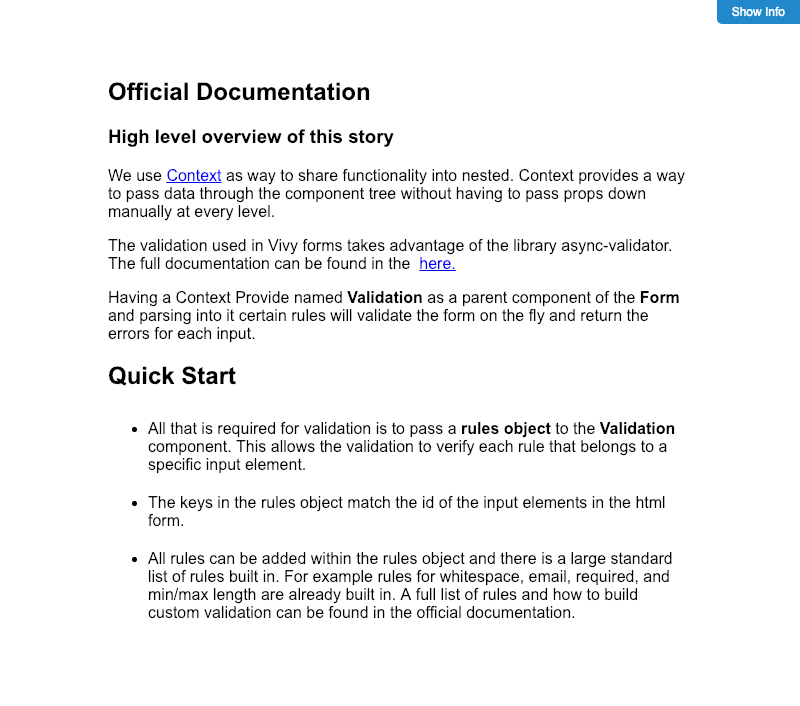 Show Info
Official Documentation
High level overview of this story
We use Context as way to share functionality into nested. Context provides a way
to pass data through the component tree without having to pass props down
manually at every level.
The validation used in Vivy forms takes advantage of the library async-validator.
The full documentation can be found in the here.
Having a Context Provide named Validation as a parent component of the Form
and parsing into it certain rules will validate the form on the fly and return the
errors for each input.
Quick Start
• All that is required for validation is to pass a rules object to the Validation
component. This allows the validation to verify each rule that belongs to a
specific input element.
• The keys in the rules object match the id of the input elements in the html
form.
• All rules can be added within the rules object and there is a large standard
list of rules built in. For example rules for whitespace, email, required, and
min/max length are already built in. A full list of rules and how to build
custom validation can be found in the official documentation.